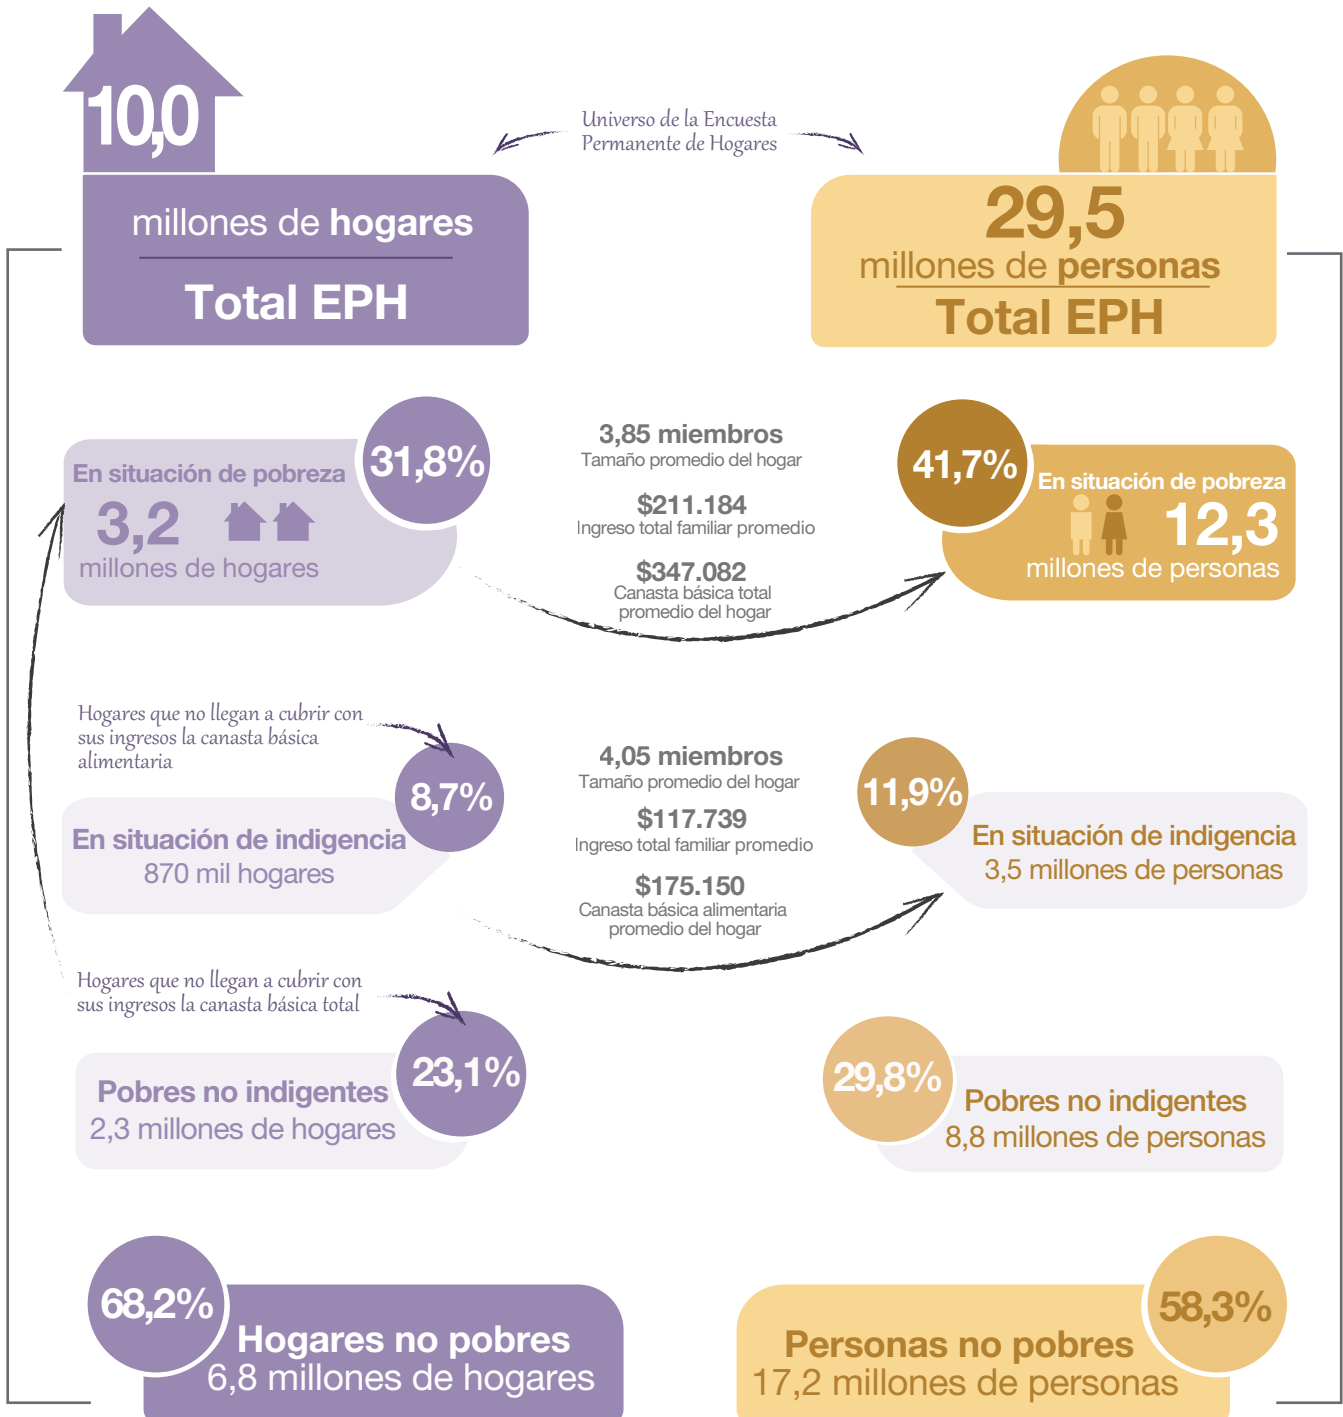 10,0
millones de hogares
Total EPH
Universo de la Encuesta
Permanente de Hogares
29,5
millones de personas
Total EPH
31,8%
En situación de pobreza
3,2
millones de hogares
3,85 miembros
Tamaño promedio del hogar
$211.184
Ingreso total familiar promedio
$347.082
Canasta básica total
promedio del hogar
41,7%
En situación de pobreza
12,3
millones de personas
Hogares que no llegan a cubrir con
sus ingresos la canasta básica
alimentaria
8,7%
En situación de indigencia
870 mil hogares
4,05 miembros
Tamaño promedio del hogar
$117.739
Ingreso total familiar promedio
$175.150
Canasta básica alimentaria
promedio del hogar
11,9%
En situación de indigencia
3,5 millones de personas
Hogares que no llegan a cubrir con
sus ingresos la canasta básica total
23,1%
Pobres no indigentes
2,3 millones de hogares
29,8%
Pobres no indigentes
8,8 millones de personas
68,2%
Hogares no pobres
6,8 millones de hogares
58,3%
Personas no pobres
17,2 millones de personas